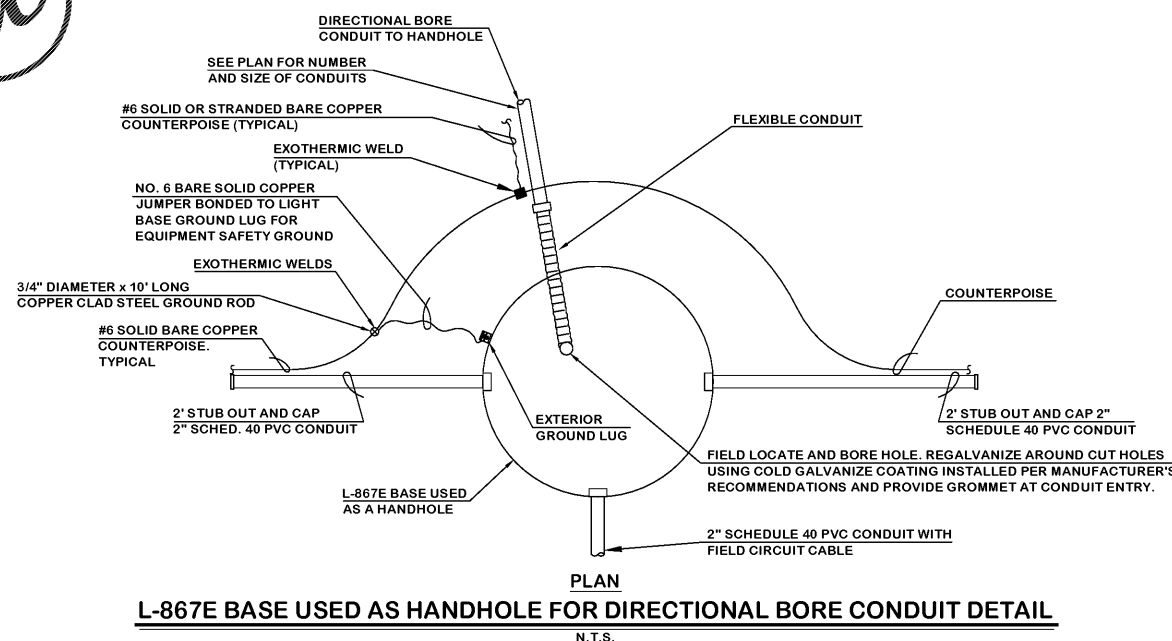 DIRECTIONAL BORE
CONDUIT TO HANDHOLE
SEE PLAN FOR NUMBER
AND SIZE OF CONDUITS
#6 SOLID OR STRANDED BARE COPPER
COUNTERPOISE (TYPICAL)
EXOTHERMIC WELD
(TYPICAL)
NO. 6 BARE SOLID COPPER
JUMPER BONDED TO LIGHT
BASE GROUND LUG FOR
EQUIPMENT SAFETY GROUND
EXOTHERMIC WELDS
3/4" DIAMETER x 10' LONG
COPPER CLAD STEEL GROUND ROD
#6 SOLID BARE COPPER
COUNTERPOISE.
TYPICAL
2' STUB OUT AND CAP
2" SCHED. 40 PVC CONDUIT
L-867E BASE USED
AS A HANDHOLE
EXTERIOR
GROUND LUG
FLEXIBLE CONDUIT
COUNTERPOISE
2' STUB OUT AND CAP 2"
SCHEDULE 40 PVC CONDUIT
FIELD LOCATE AND BORE HOLE. REGALVANIZE AROUND CUT HOLES
USING COLD GALVANIZE COATING INSTALLED PER MANUFACTURER'S
RECOMMENDATIONS AND PROVIDE GROMMET AT CONDUIT ENTRY.
2" SCHEDULE 40 PVC CONDUIT WITH
FIELD CIRCUIT CABLE
PLAN
L-867E BASE USED AS HANDHOLE FOR DIRECTIONAL BORE CONDUIT DETAIL
N.T.S.